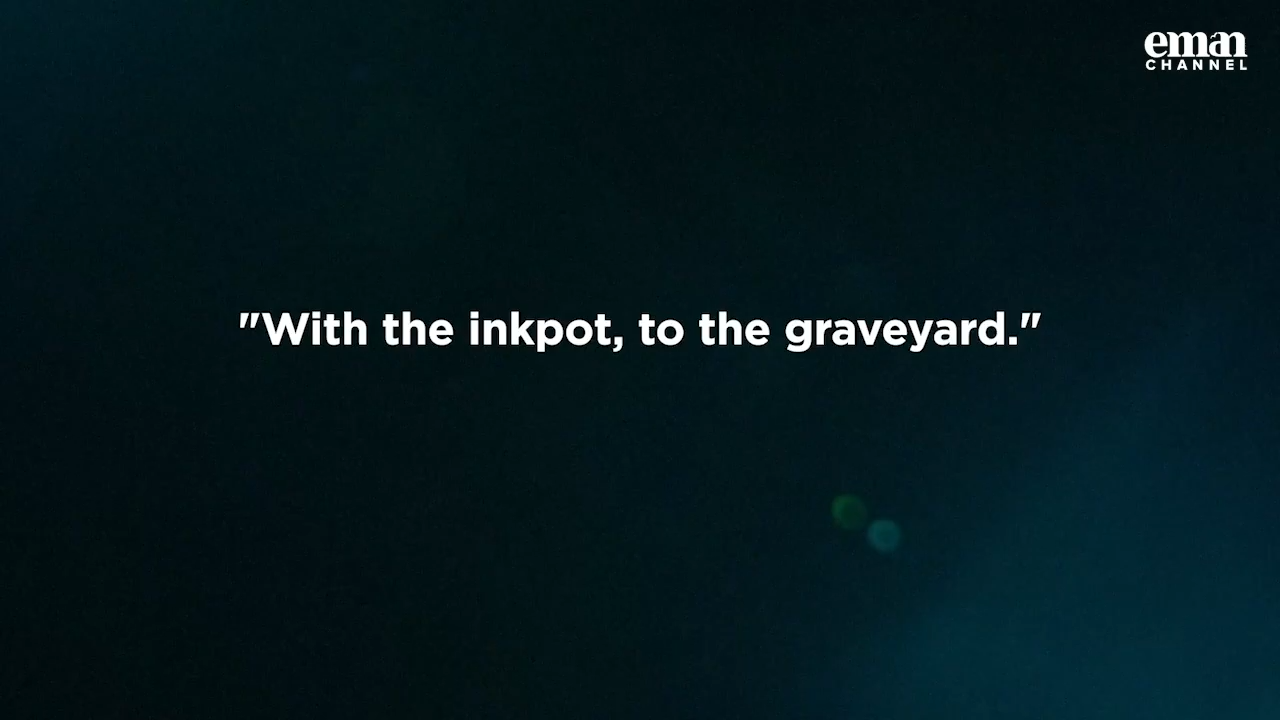 eman
CHANNEL
"With the inkpot, to the graveyard."